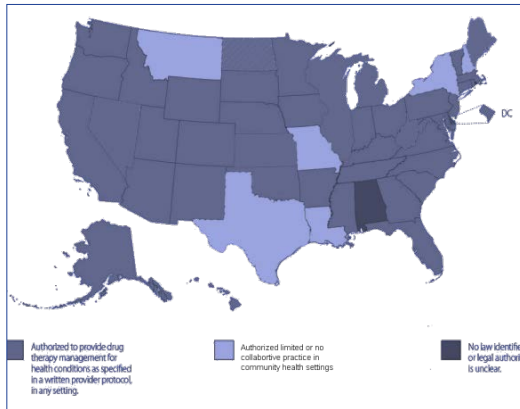 DC
Authorized to provide drug
therapy management for
health conditions as specified
in a written provider protocol,
in any setting.
Authorized limited or no
collabortive practice in
community health settings
No law identifie
or legal authori
is unclear.